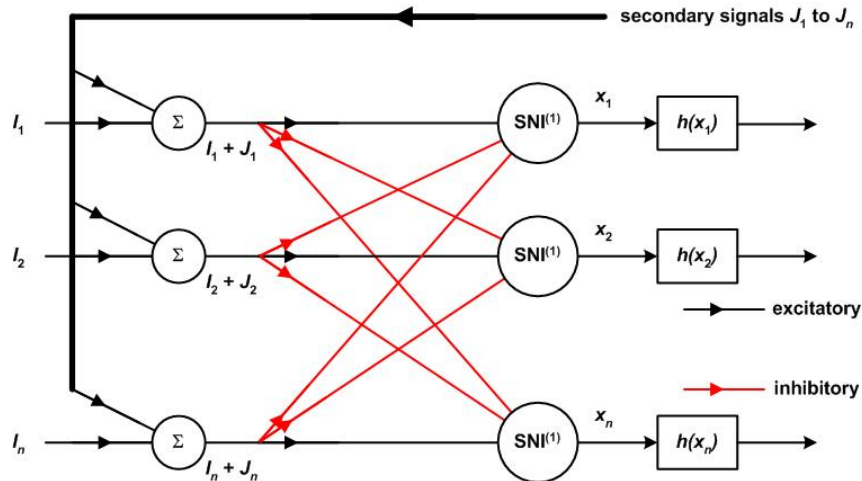 secondary signals J₁ to Jₙ
I₁
Σ
I₁ + J₁
SNI⁽¹⁾
x₁
h(x₁)
I₂
Σ
I₂ + J₂
SNI⁽¹⁾
x₂
h(x₂)
excitatory
inhibitory
Iₙ
Σ
Iₙ + Jₙ
SNI⁽¹⁾
xₙ
h(xₙ)